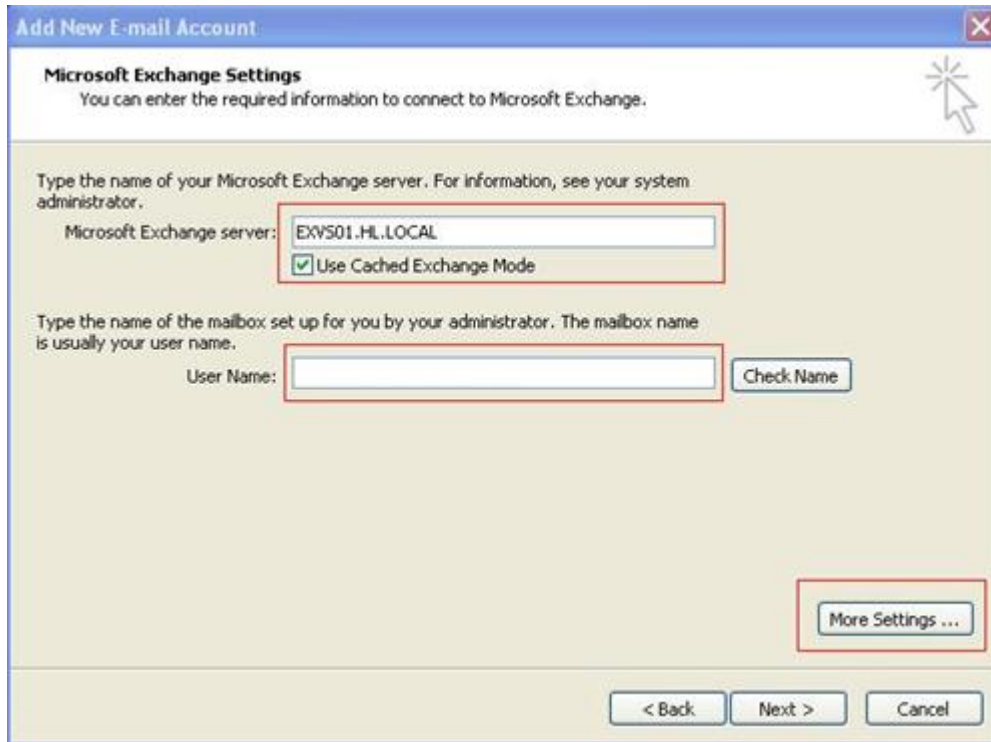 Add New E-mail Account
Microsoft Exchange Settings
You can enter the required information to connect to Microsoft Exchange.
Type the name of your Microsoft Exchange server. For information, see your system
administrator.
Microsoft Exchange server: EXVS01.HL.LOCAL
Use Cached Exchange Mode
Type the name of the mailbox set up for you by your administrator. The mailbox name
is usually your user name.
User Name: Check Name
More Settings ...
< Back Next > Cancel